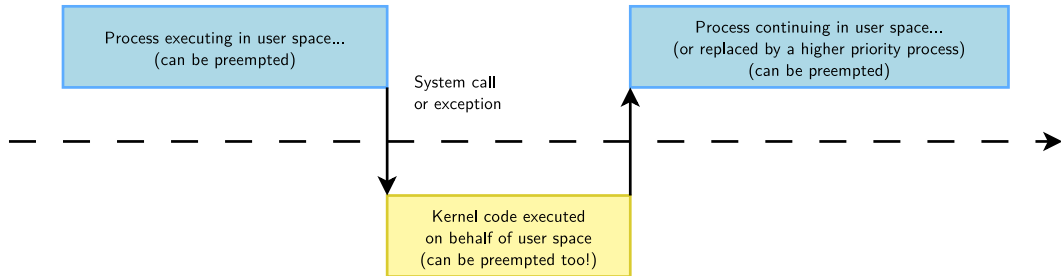 Process executing in user space...
(can be preempted)
System call
or exception
Process continuing in user space...
(or replaced by a higher priority process)
(can be preempted)
Kernel code executed
on behalf of user space
(can be preempted too!)